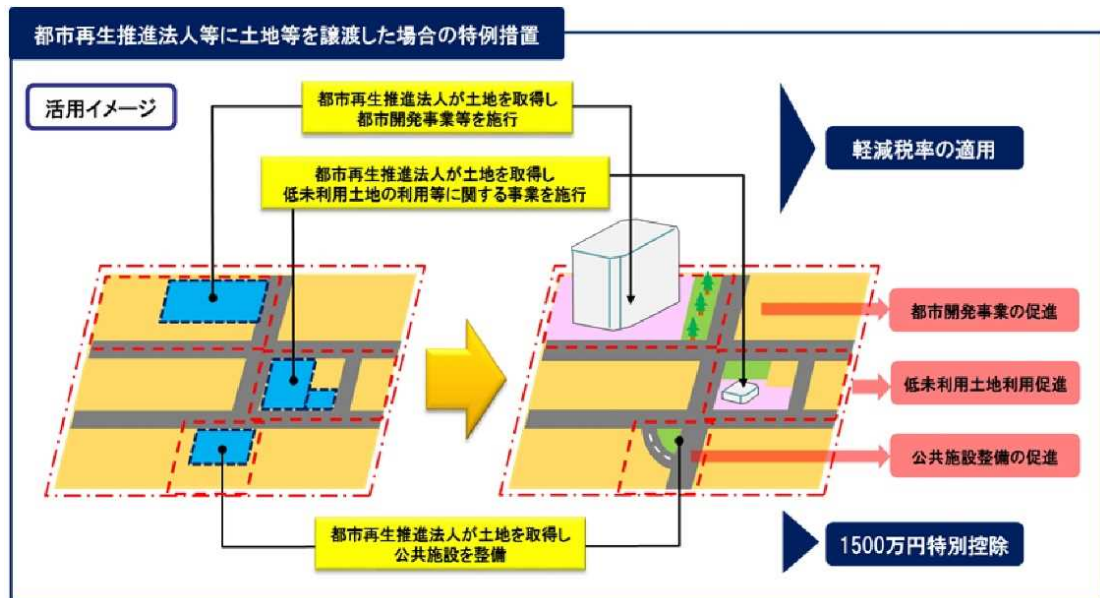 都市再生推進法人等に土地等を譲渡した場合の特例措置
活用イメージ
都市再生推進法人が土地を取得し
都市開発事業等を施行
軽減税率の適用
都市再生推進法人が土地を取得し
低未利用土地の利用等に関する事業を施行
都市開発事業の促進
低未利用土地利用促進
公共施設整備の促進
都市再生推進法人が土地を取得し
公共施設を整備
1500万円特別控除